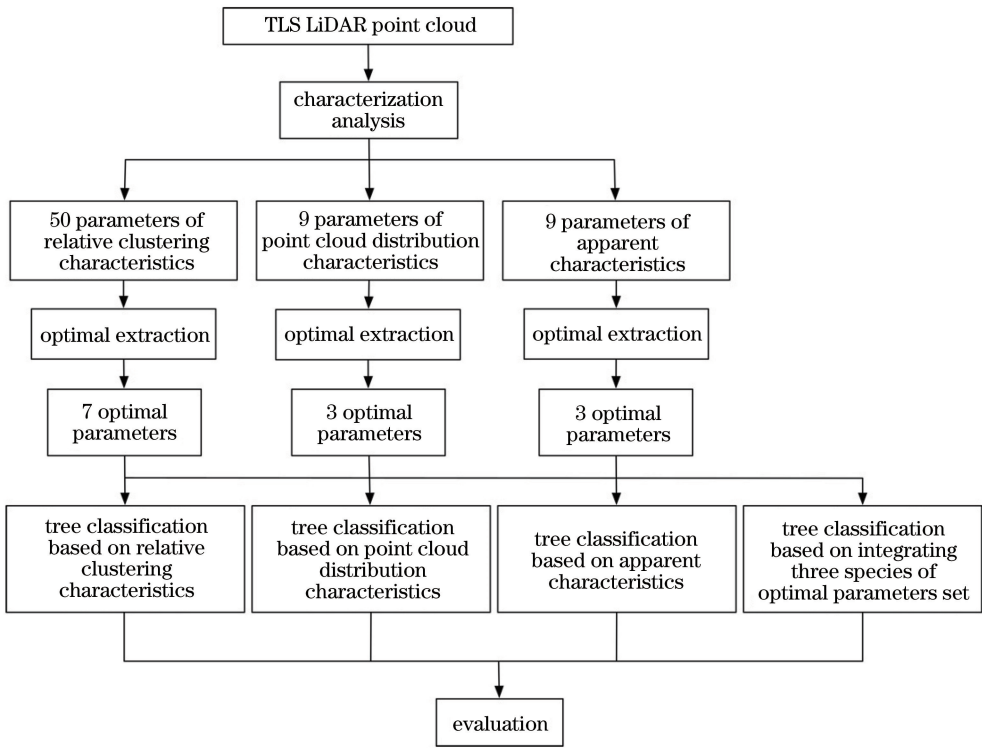 TLS LiDAR point cloud
characterization
analysis
50 parameters of
relative clustering
characteristics
9 parameters of
point cloud distribution
characteristics
9 parameters of
apparent
characteristics
optimal extraction
optimal extraction
optimal extraction
7 optimal
parameters
3 optimal
parameters
3 optimal
parameters
tree classification
based on relative
clustering
characteristics
tree classification
based on point cloud
distribution
characteristics
tree classification
based on apparent
characteristics
tree classification
based on integrating
three species of
optimal parameters set
evaluation